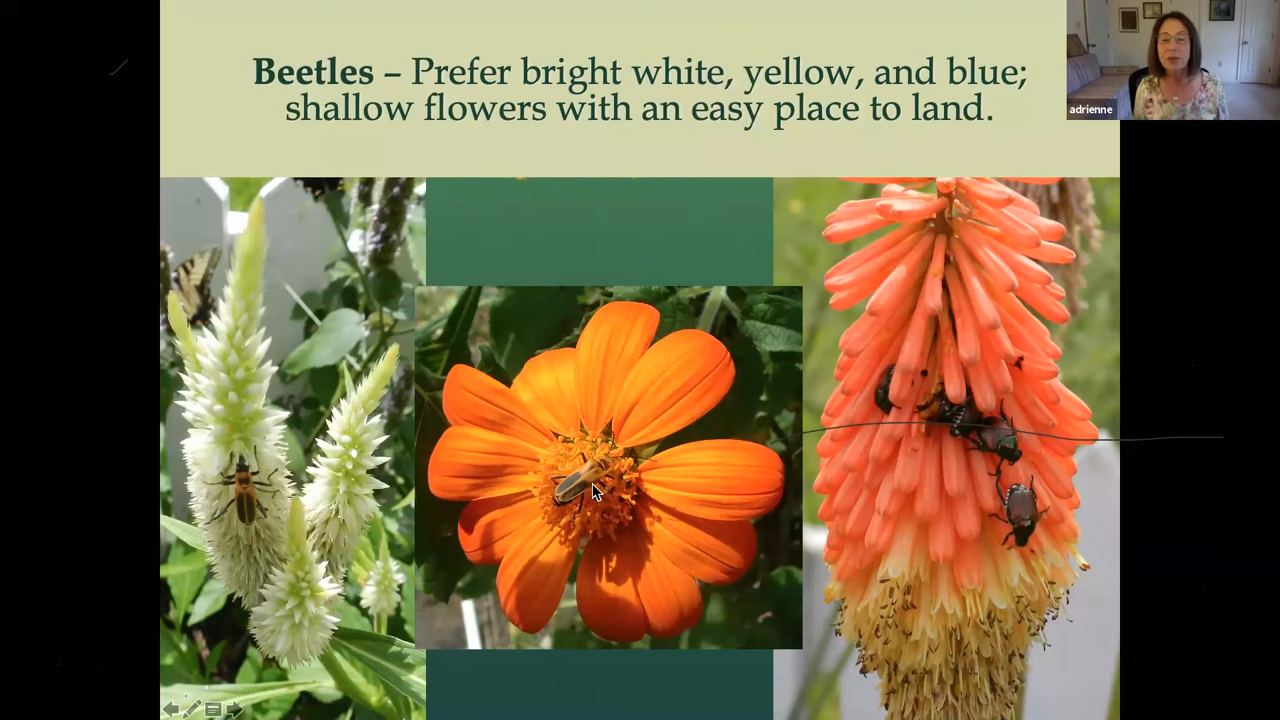 Beetles – Prefer bright white, yellow, and blue;
shallow flowers with an easy place to land.
adrienne